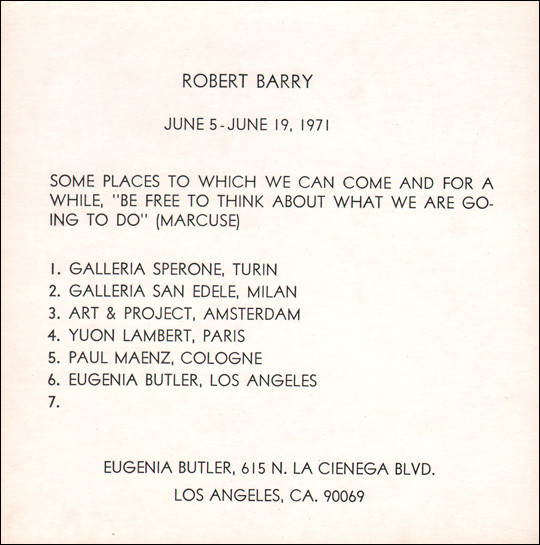 ROBERT BARRY
JUNE 5-JUNE 19, 1971
SOME PLACES TO WHICH WE CAN COME AND FOR A
WHILE, "BE FREE TO THINK ABOUT WHAT WE ARE GO-
ING TO DO" (MARCUSE)
1. GALLERIA SPERONE, TURIN
2. GALLERIA SAN EDELE, MILAN
3. ART & PROJECT, AMSTERDAM
4. YUON LAMBERT, PARIS
5. PAUL MAENZ, COLOGNE
6. EUGENIA BUTLER, LOS ANGELES
7.
EUGENIA BUTLER, 615 N. LA CIENEGA BLVD.
LOS ANGELES, CA. 90069